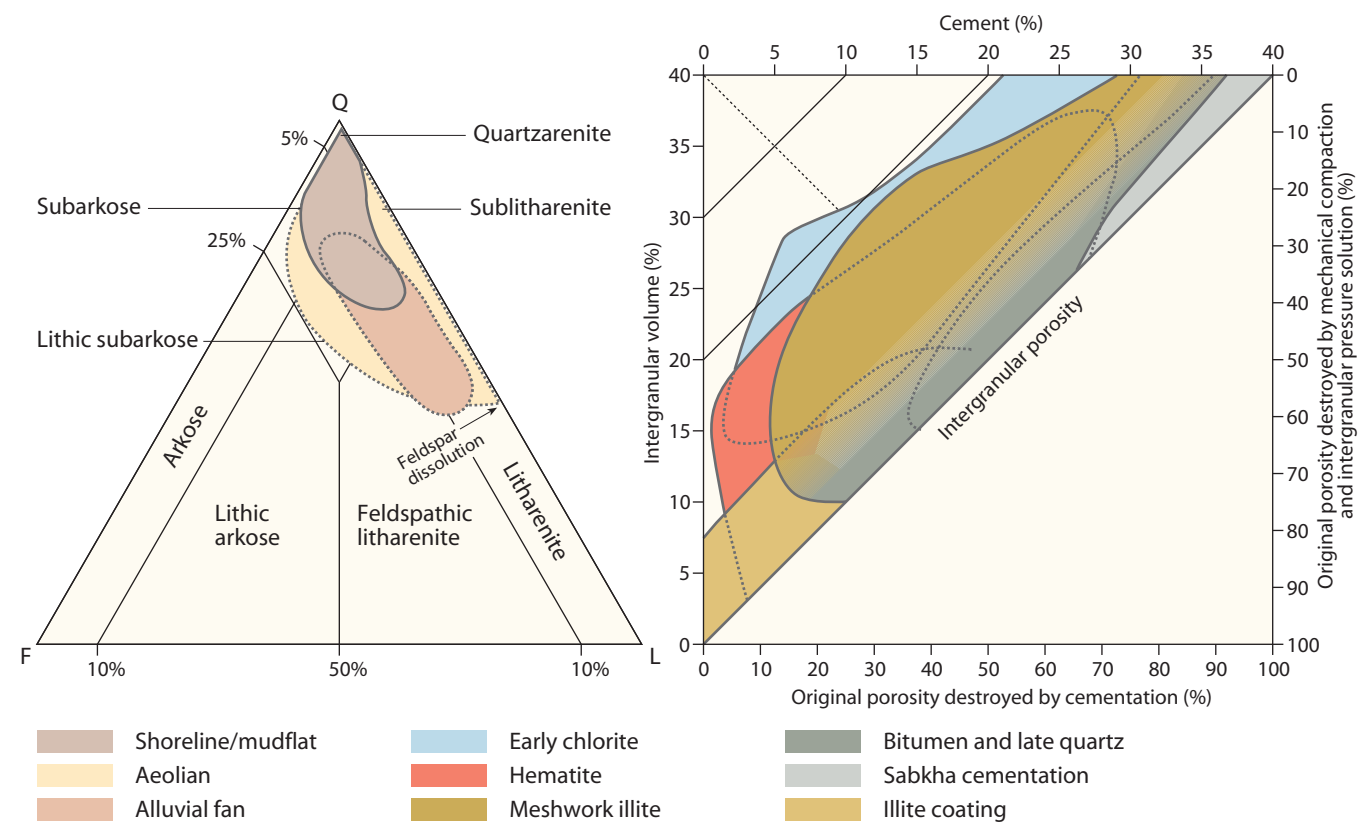 Q
5%
Quartzarenite
Subarkose
Sublitharenite
25%
Lithic subarkose
Arkose
Feldspar
dissolution
Litharenite
Lithic
arkose
Feldspathic
litharenite
F
10%
50%
10%
L
Cement (%)
0 5 10 15 20 25 30 35 40
Intergranular volume (%)
40
35
30
25
20
15
10
5
0
Intergranular porosity
0
10
20
30
40
50
60
70
80
90
100
Original porosity destroyed by mechanical compaction
and intergranular pressure solution (%)
0 10 20 30 40 50 60 70 80 90 100
Original porosity destroyed by cementation (%)
Shoreline/mudflat
Aeolian
Alluvial fan
Early chlorite
Hematite
Meshwork illite
Bitumen and late quartz
Sabkha cementation
Illite coating